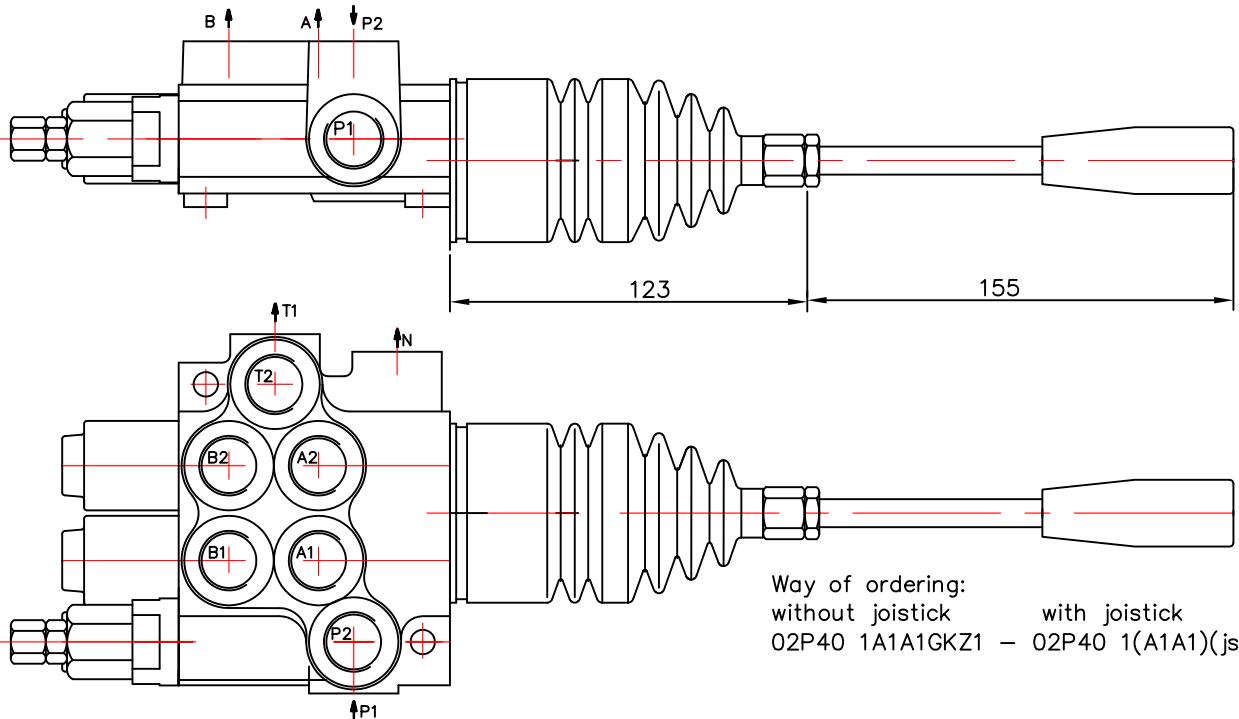 B A P2
P1
123 155
T1
N
T2
B2 A2
B1 A1
Way of ordering:
without joistick with joistick
02P40 1A1A1GKZ1 – 02P40 1(A1A1)(js
P2
P1